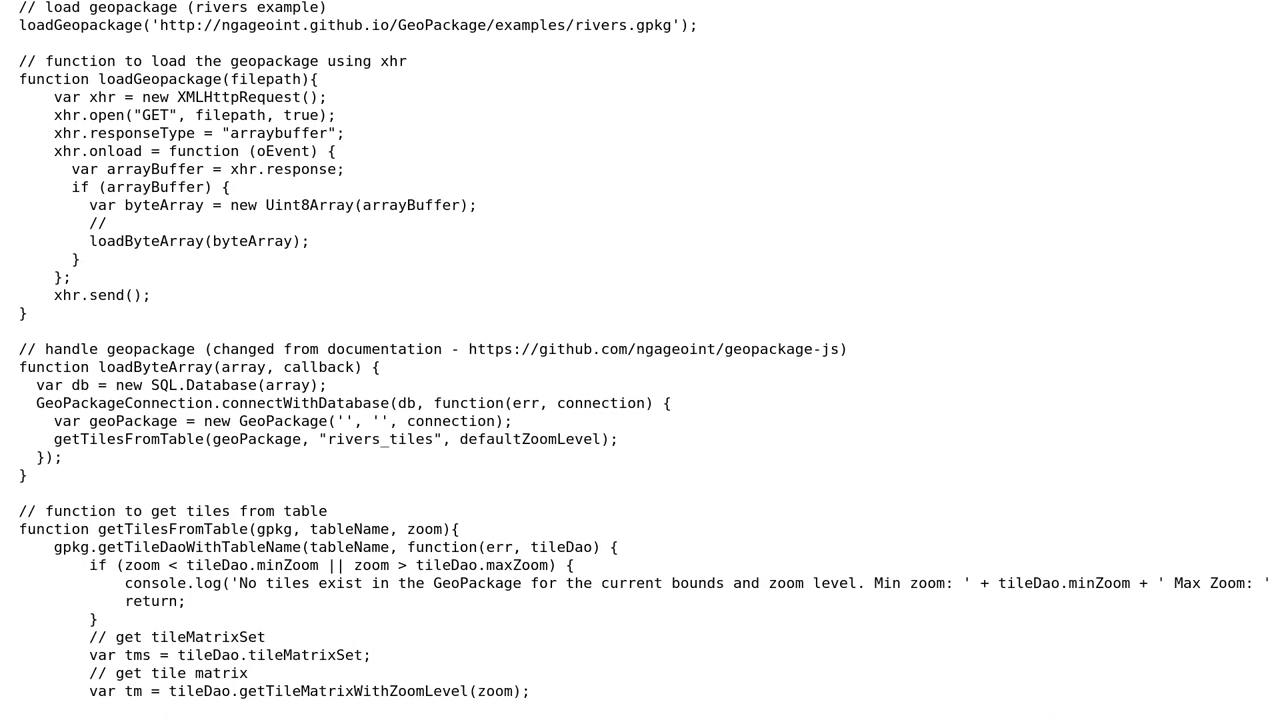 // load geopackage (rivers example)
loadGeopackage('http://ngageoint.github.io/GeoPackage/examples/rivers.gpkg');

// function to load the geopackage using xhr
function loadGeopackage(filepath){
    var xhr = new XMLHttpRequest();
    xhr.open("GET", filepath, true);
    xhr.responseType = "arraybuffer";
    xhr.onload = function (oEvent) {
      var arrayBuffer = xhr.response;
      if (arrayBuffer) {
        var byteArray = new Uint8Array(arrayBuffer);
        //
        loadByteArray(byteArray);
      }
    };
    xhr.send();
}

// handle geopackage (changed from documentation - https://github.com/ngageoint/geopackage-js)
function loadByteArray(array, callback) {
  var db = new SQL.Database(array);
  GeoPackageConnection.connectWithDatabase(db, function(err, connection) {
    var geoPackage = new GeoPackage('', '', connection);
    getTilesFromTable(geoPackage, "rivers_tiles", defaultZoomLevel);
  });
}

// function to get tiles from table
function getTilesFromTable(gpkg, tableName, zoom){
    gpkg.getTileDaoWithTableName(tableName, function(err, tileDao) {
        if (zoom < tileDao.minZoom || zoom > tileDao.maxZoom) {
            console.log('No tiles exist in the GeoPackage for the current bounds and zoom level. Min zoom: ' + tileDao.minZoom + ' Max Zoom: '
            return;
        }
        // get tileMatrixSet
        var tms = tileDao.tileMatrixSet;
        // get tile matrix
        var tm = tileDao.getTileMatrixWithZoomLevel(zoom);